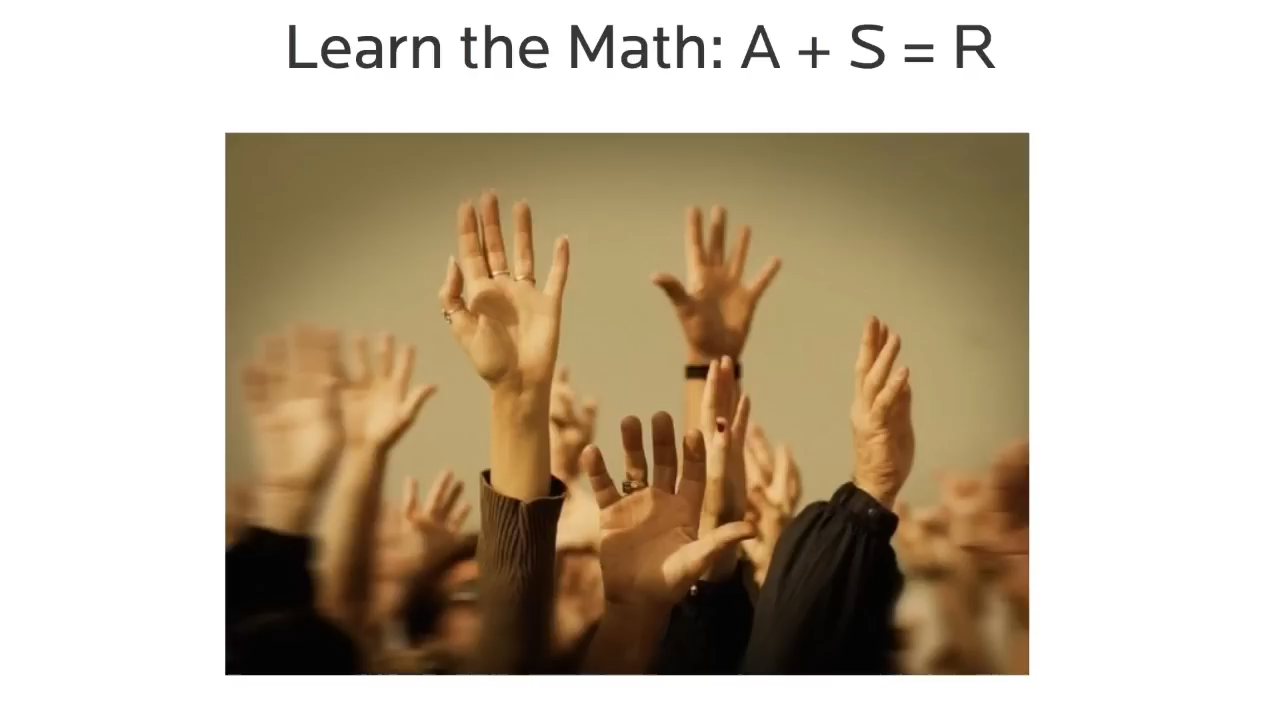 Learn the Math: A + S = R